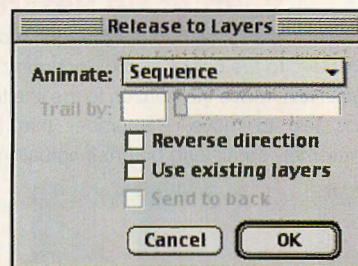 Release to Layers
Animate: Sequence
Trail by:
Reverse direction
Use existing layers
Send to back
Cancel OK